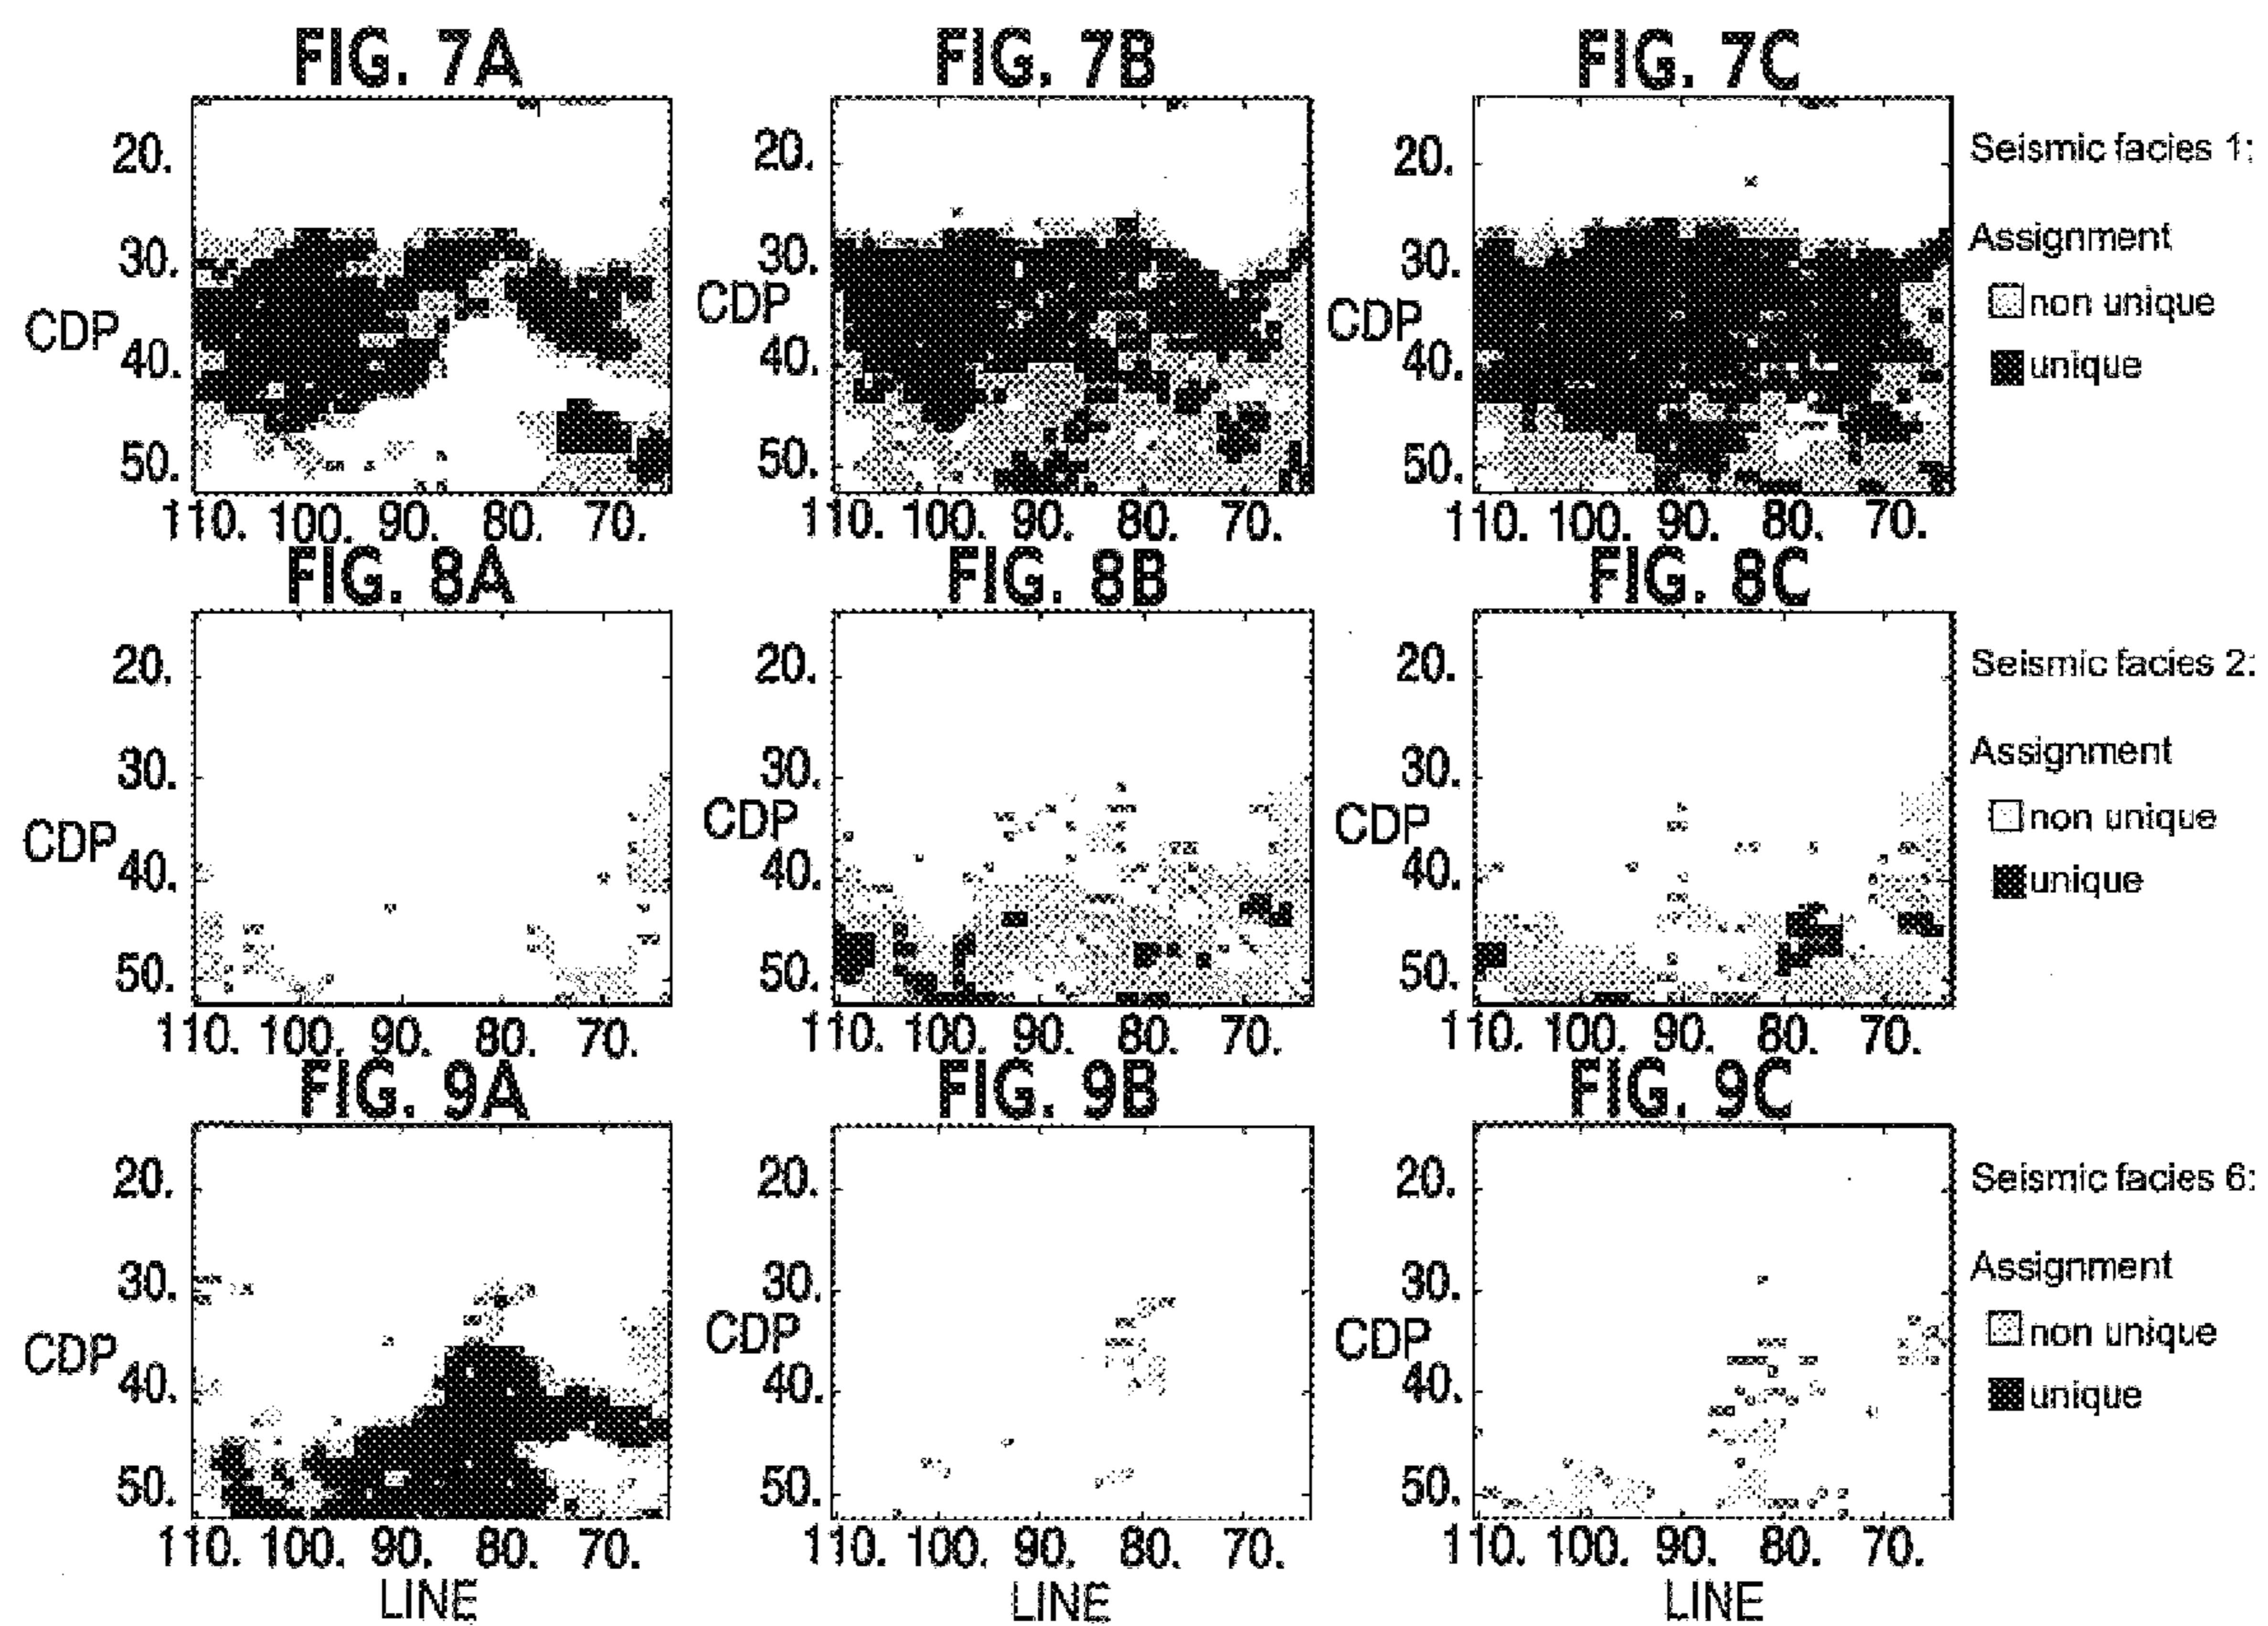 FIG. 7A FIG. 7B FIG. 7C
20. 20. 20. Seismic facies 1:
30. 30. 30. Assignment
CDP CDP CDP non unique
40. 40. 40. unique
50. 50. 50.
110. 100. 90. 80. 70. 110. 100. 90. 80. 70. 110. 100. 90. 80. 70.
FIG. 8A FIG. 8B FIG. 8C
20. 20. 20. Seismic facies 2:
30. 30. 30. Assignment
CDP CDP CDP non unique
40. 40. 40. unique
50. 50. 50.
110. 100. 90. 80. 70. 110. 100. 90. 80. 70. 110. 100. 90. 80. 70.
FIG. 9A FIG. 9B FIG. 9C
20. 20. 20. Seismic facies 6:
30. 30. 30. Assignment
CDP CDP CDP non unique
40. 40. 40. unique
50. 50. 50.
110. 100. 90. 80. 70. 110. 100. 90. 80. 70. 110. 100. 90. 80. 70.
LINE LINE LINE